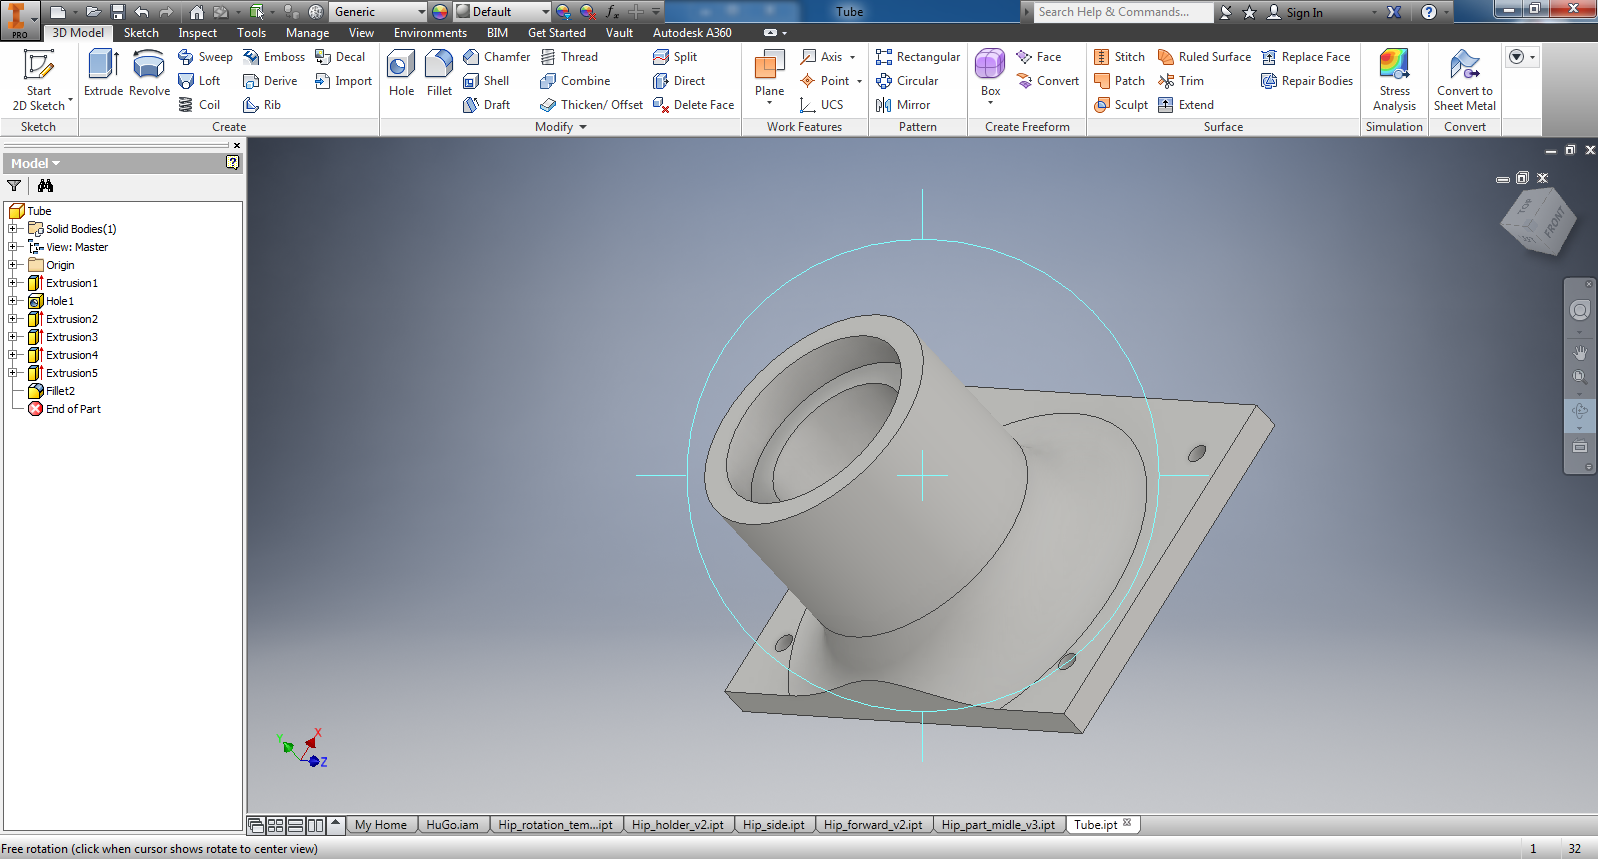 PRO
Generic
Default
fx
Tube
Search Help & Commands...
Sign In
3D Model Sketch Inspect Tools Manage View Environments BIM Get Started Vault Autodesk A360
Start
2D Sketch
Extrude
Revolve
Sweep
Loft
Coil
Emboss
Derive
Rib
Decal
Import
Hole
Fillet
Chamfer
Shell
Draft
Thread
Combine
Thicken/ Offset
Split
Direct
Delete Face
Plane
Axis
Point
UCS
Rectangular
Circular
Mirror
Box
Face
Convert
Stitch
Patch
Sculpt
Ruled Surface
Trim
Extend
Replace Face
Repair Bodies
Stress
Analysis
Convert to
Sheet Metal
Sketch
Create
Modify
Work Features
Pattern
Create Freeform
Surface
Simulation
Convert
Model
Tube
Solid Bodies(1)
View: Master
Origin
Extrusion1
Hole1
Extrusion2
Extrusion3
Extrusion4
Extrusion5
Fillet2
End of Part
TOP
FRONT
X
Y
Z
My Home
HuGo.iam
Hip_rotation_tem...ipt
Hip_holder_v2.ipt
Hip_side.ipt
Hip_forward_v2.ipt
Hip_part_midle_v3.ipt
Tube.ipt
Free rotation (click when cursor shows rotate to center view)
1
32